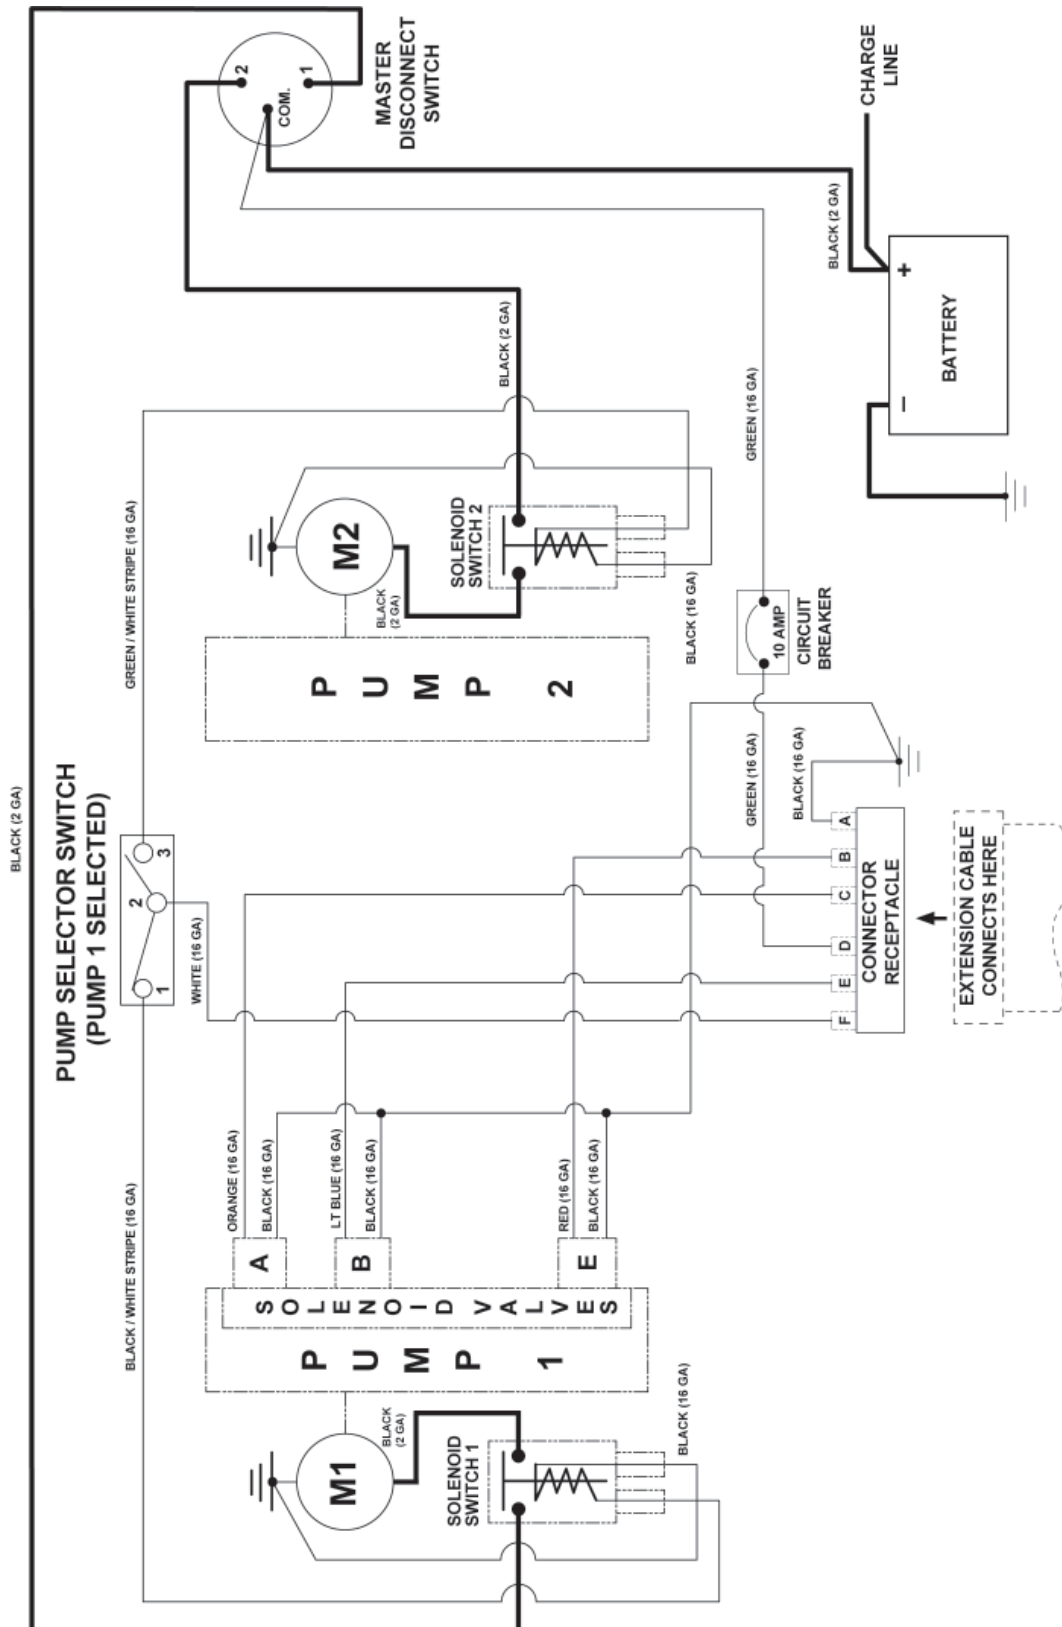 BLACK (2 GA)
PUMP SELECTOR SWITCH
(PUMP 1 SELECTED)
1
2
3
BLACK / WHITE STRIPE (16 GA)
GREEN / WHITE STRIPE (16 GA)
WHITE (16 GA)
MASTER
DISCONNECT
SWITCH
2
1
COM.
CHARGE
LINE
BLACK (2 GA)
BLACK (2 GA)
BATTERY
+
–
GREEN (16 GA)
M2
BLACK
(2 GA)
SOLENOID
SWITCH 2
BLACK (16 GA)
PUMP 2
10 AMP
CIRCUIT
BREAKER
GREEN (16 GA)
BLACK (16 GA)
A
B
C
D
E
F
CONNECTOR
RECEPTACLE
EXTENSION CABLE
CONNECTS HERE
ORANGE (16 GA)
BLACK (16 GA)
LT BLUE (16 GA)
BLACK (16 GA)
RED (16 GA)
BLACK (16 GA)
A
B
E
SOLENOID VALVES
PUMP 1
M1
BLACK
(2 GA)
SOLENOID
SWITCH 1
BLACK (16 GA)